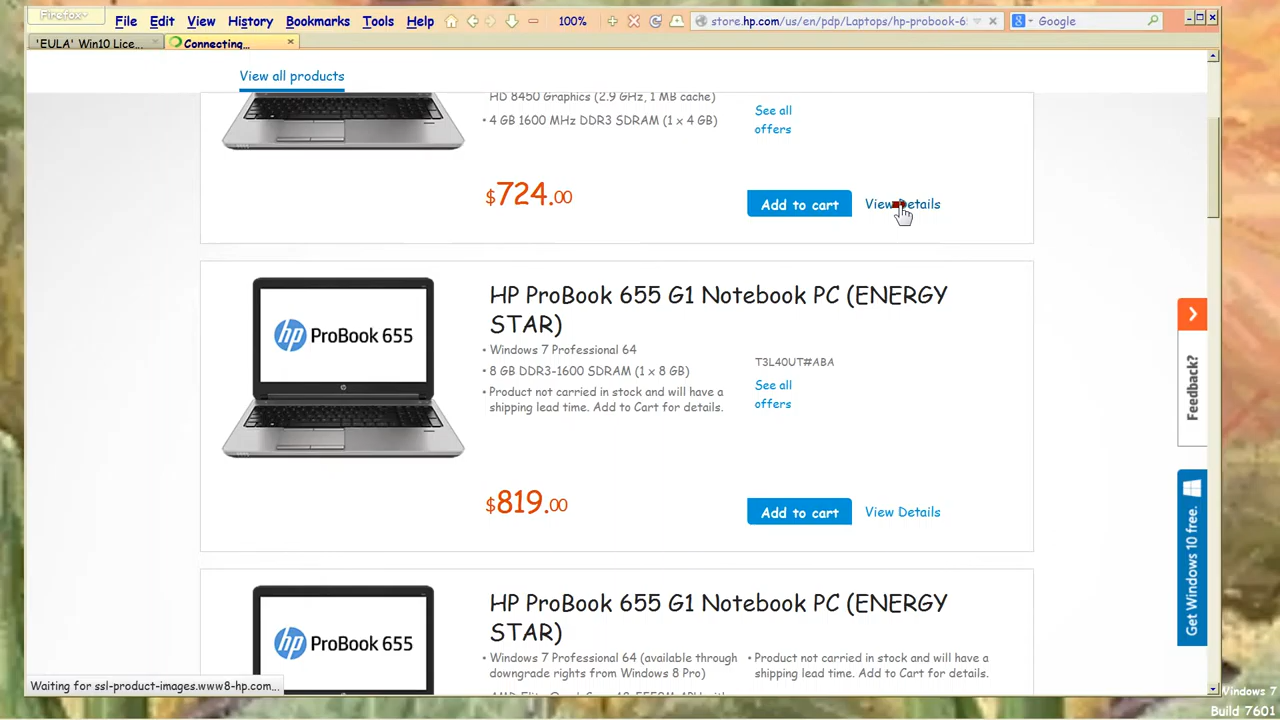 Firefox
File Edit View History Bookmarks Tools Help 100% store.hp.com/us/en/pdp/Laptops/hp-probook-6 Google
'EULA' Win10 Lice... Connecting...
View all products
HD 8450 Graphics (2.9 GHz, 1 MB cache)
• 4 GB 1600 MHz DDR3 SDRAM (1 x 4 GB)
See all
offers
$724.00
Add to cart View Details
hp ProBook 655
HP ProBook 655 G1 Notebook PC (ENERGY
STAR)
• Windows 7 Professional 64
• 8 GB DDR3-1600 SDRAM (1 x 8 GB)
• Product not carried in stock and will have a
shipping lead time. Add to Cart for details.
T3L40UT#ABA
See all
offers
$819.00
Add to cart View Details
hp ProBook 655
HP ProBook 655 G1 Notebook PC (ENERGY
STAR)
• Windows 7 Professional 64 (available through
downgrade rights from Windows 8 Pro)
• Product not carried in stock and will have a
shipping lead time. Add to Cart for details.
Feedback?
Get Windows 10 free.
Waiting for ssl-product-images.www8-hp.com...
Windows 7
Build 7601